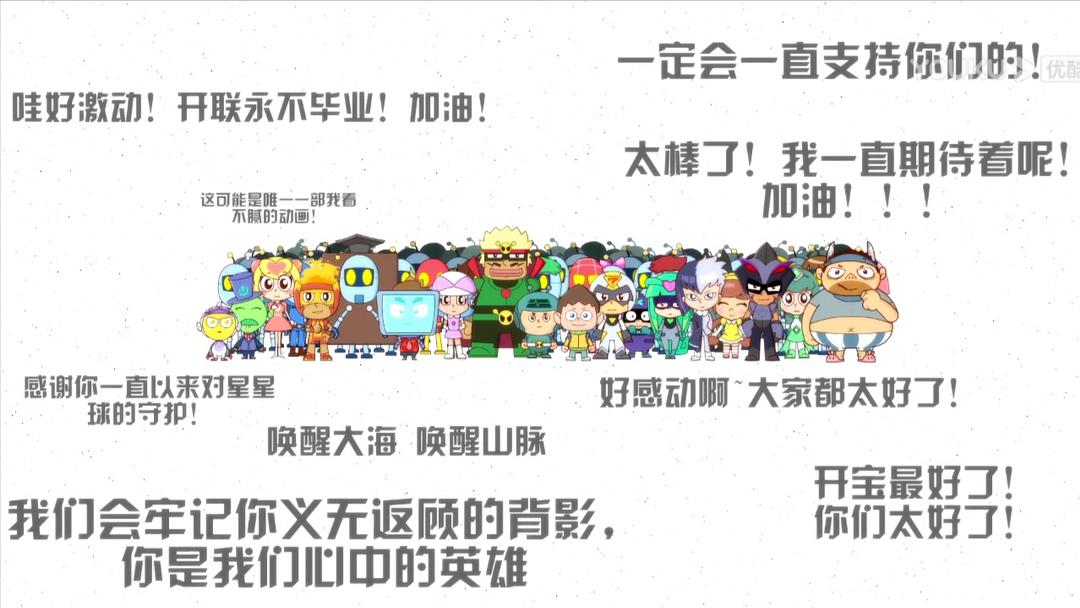 一定会一直支持你们的！
YOUKU 优酷
哇好激动！开联永不毕业！加油！
太棒了！我一直期待着呢！
加油！！！
这可能是唯一一部我看
不腻的动画！
感谢你一直以来对星星
球的守护！
好感动啊~大家都太好了！
唤醒大海 唤醒山脉
开宝最好了！
你们太好了！
我们会牢记你义无返顾的背影，
你是我们心中的英雄